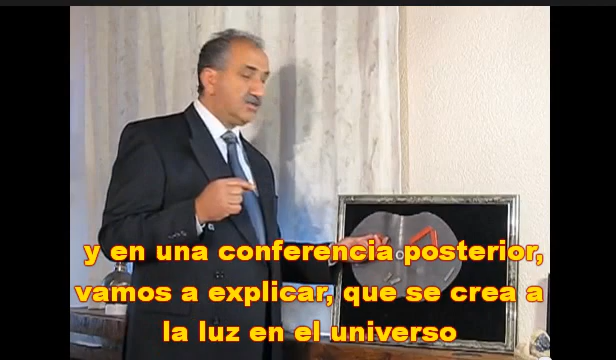 y en una conferencia posterior,
vamos a explicar, que se crea a
la luz en el universo